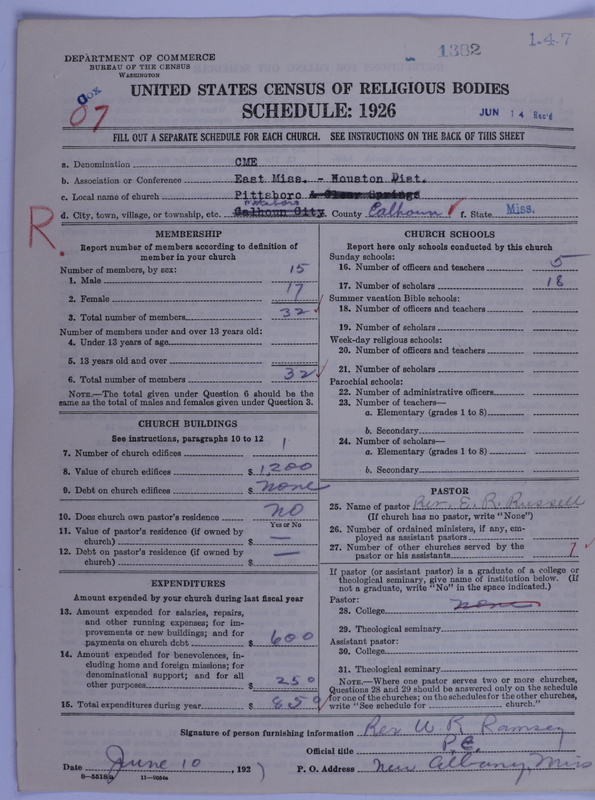 1382
1-4-7
DEPARTMENT OF COMMERCE
BUREAU OF THE CENSUS
WASHINGTON
Cox
87
UNITED STATES CENSUS OF RELIGIOUS BODIES
SCHEDULE: 1926
JUN 14 Rec'd
FILL OUT A SEPARATE SCHEDULE FOR EACH CHURCH. SEE INSTRUCTIONS ON THE BACK OF THIS SHEET
a. Denomination CME
b. Association or Conference East Miss. - Houston Dist.
c. Local name of church Pittsboro & Clear Springs
Pittsboro
d. City, town, village, or township, etc. Calhoun City. County Calhoun f. State Miss.
R.
MEMBERSHIP
Report number of members according to definition of
member in your church
Number of members, by sex:
1. Male 15
2. Female 17
3. Total number of members 32
Number of members under and over 13 years old:
4. Under 13 years of age
5. 13 years old and over
6. Total number of members 32
NOTE.—The total given under Question 6 should be the
same as the total of males and females given under Question 3.
CHURCH BUILDINGS
See instructions, paragraphs 10 to 12
7. Number of church edifices 1
8. Value of church edifices $ 1,200
9. Debt on church edifices $ none
10. Does church own pastor's residence no
Yes or No
11. Value of pastor's residence (if owned by
church) $ —
12. Debt on pastor's residence (if owned by
church) $ —
EXPENDITURES
Amount expended by your church during last fiscal year
13. Amount expended for salaries, repairs,
and other running expenses; for im-
provements or new buildings; and for
payments on church debt $ 600
14. Amount expended for benevolences, in-
cluding home and foreign missions; for
denominational support; and for all
other purposes $ 250
15. Total expenditures during year $ 850
CHURCH SCHOOLS
Report here only schools conducted by this church
Sunday schools:
16. Number of officers and teachers 5
17. Number of scholars 18
Summer vacation Bible schools:
18. Number of officers and teachers
19. Number of scholars
Week-day religious schools:
20. Number of officers and teachers
21. Number of scholars
Parochial schools:
22. Number of administrative officers
23. Number of teachers—
a. Elementary (grades 1 to 8)
b. Secondary
24. Number of scholars—
a. Elementary (grades 1 to 8)
b. Secondary
PASTOR
25. Name of pastor Rev. E. R. Russell
(If church has no pastor, write "None")
26. Number of ordained ministers, if any, em-
ployed as assistant pastors
27. Number of other churches served by the
pastor or his assistants 1
If pastor (or assistant pastor) is a graduate of a college or
theological seminary, give name of institution below. (If
not a graduate, write "No" in the space indicated.)
Pastor:
28. College none
29. Theological seminary
Assistant pastor:
30. College
31. Theological seminary
NOTE.—Where one pastor serves two or more churches,
Questions 28 and 29 should be answered only on the schedule
for one of the churches; on the schedules for the other churches,
write "See schedule for church."
Signature of person furnishing information Rev W R Ramsey
Official title P.E.
Date June 10, 192 ) P. O. Address New Albany, Miss
8-5518a 11-9054a